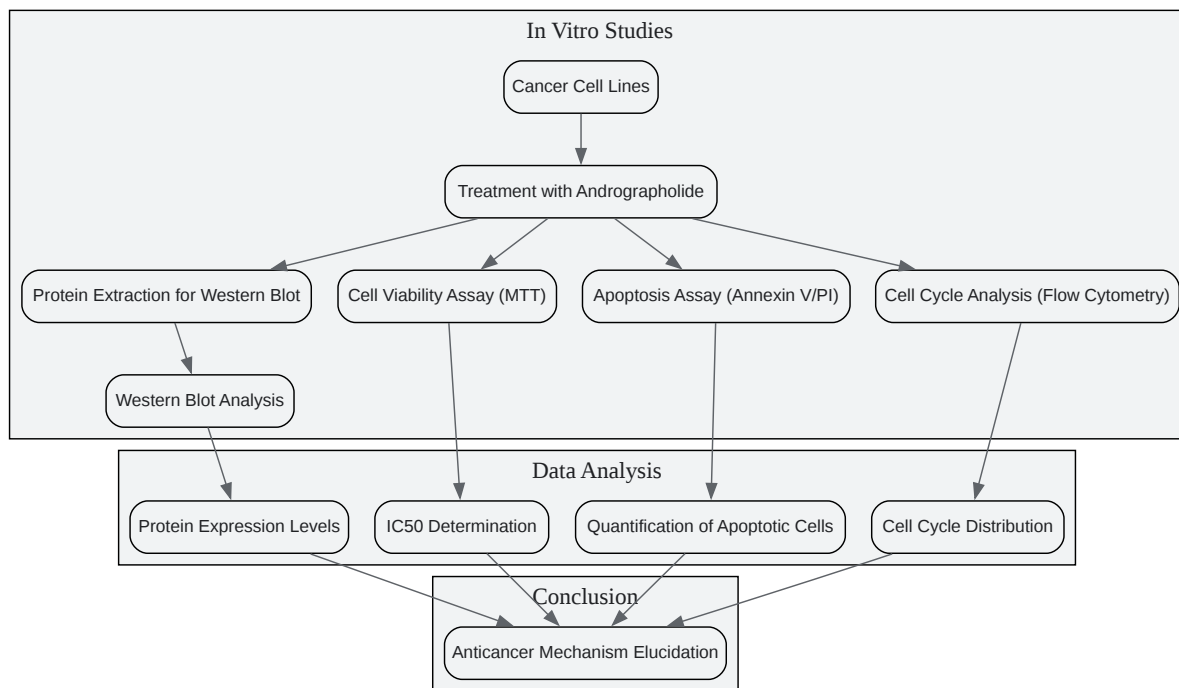 In Vitro Studies
Cancer Cell Lines
Treatment with Andrographolide
Protein Extraction for Western Blot
Cell Viability Assay (MTT)
Apoptosis Assay (Annexin V/PI)
Cell Cycle Analysis (Flow Cytometry)
Western Blot Analysis
Data Analysis
Protein Expression Levels
IC50 Determination
Quantification of Apoptotic Cells
Cell Cycle Distribution
Conclusion
Anticancer Mechanism Elucidation